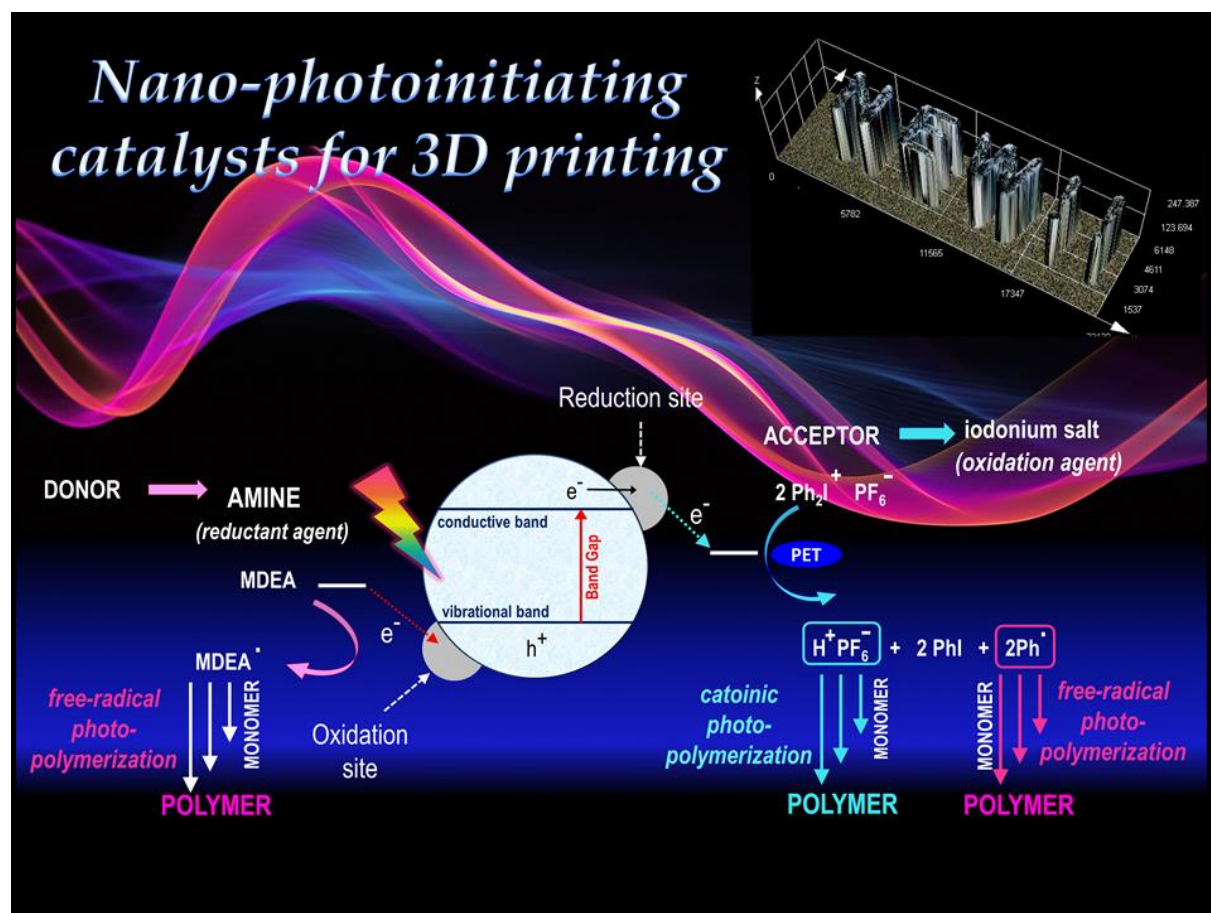 Nano-photoinitiating
catalysts for 3D printing
Z
0
5782
11565
17347
247.387
123.694
6148
4611
3074
1537
Reduction site
ACCEPTOR
iodonium salt
(oxidation agent)
DONOR
AMINE
(reductant agent)
e-
2 Ph2I+ PF6-
conductive band
e-
PET
Band Gap
MDEA
vibrational band
e-
h+
H+PF6- + 2 PhI + 2Ph•
MDEA•
free-radical
photo-
polymerization
MONOMER
Oxidation
site
catoinic
photo-
polymerization
MONOMER
MONOMER
free-radical
photo-
polymerization
POLYMER
POLYMER
POLYMER